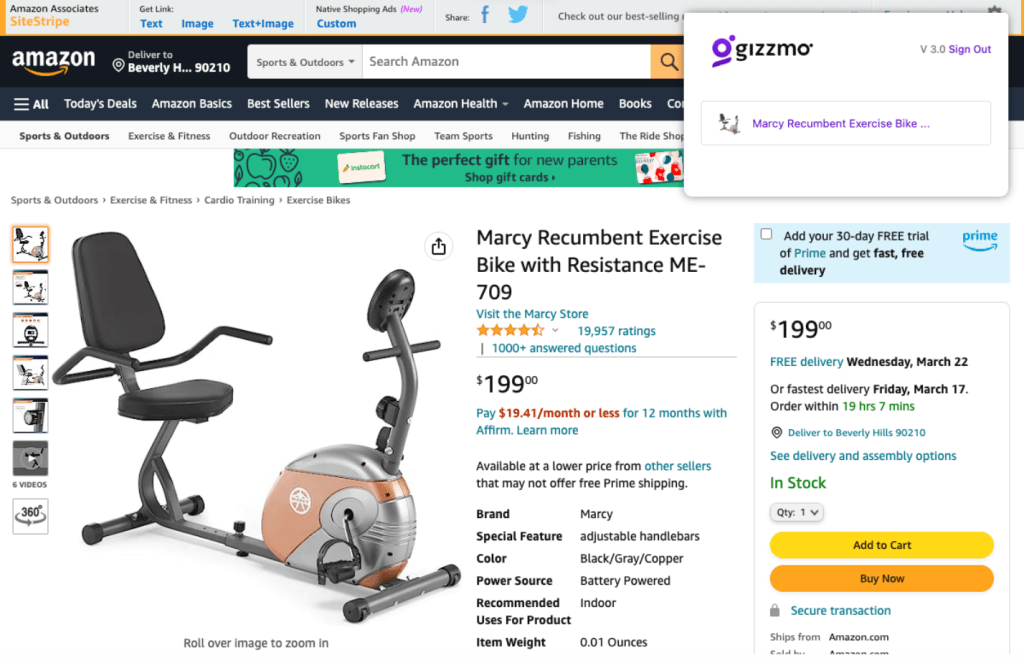 Amazon Associates
SiteStripe
Get Link:
Text Image Text+Image
Native Shopping Ads (New)
Custom
Share:
Check out our best-selling
gizzmo
V 3.0 Sign Out
Marcy Recumbent Exercise Bike ...
amazon
Deliver to
Beverly H... 90210
Sports & Outdoors
Search Amazon
All Today's Deals Amazon Basics Best Sellers New Releases Amazon Health Amazon Home Books
Sports & Outdoors Exercise & Fitness Outdoor Recreation Sports Fan Shop Team Sports Hunting Fishing The Ride Shop
instacart
The perfect gift for new parents
Shop gift cards ›
Sports & Outdoors › Exercise & Fitness › Cardio Training › Exercise Bikes
6 VIDEOS
360°
Roll over image to zoom in
Marcy Recumbent Exercise
Bike with Resistance ME-
709
Visit the Marcy Store
19,957 ratings
| 1000+ answered questions
$19900
Pay $19.41/month or less for 12 months with
Affirm. Learn more
Available at a lower price from other sellers
that may not offer free Prime shipping.
Brand Marcy
Special Feature adjustable handlebars
Color Black/Gray/Copper
Power Source Battery Powered
Recommended Indoor
Uses For Product
Item Weight 0.01 Ounces
Add your 30-day FREE trial
of Prime and get fast, free
delivery
prime
$19900
FREE delivery Wednesday, March 22
Or fastest delivery Friday, March 17.
Order within 19 hrs 7 mins
Deliver to Beverly Hills 90210
See delivery and assembly options
In Stock
Qty: 1
Add to Cart
Buy Now
Secure transaction
Ships from Amazon.com
Sold by Amazon.com